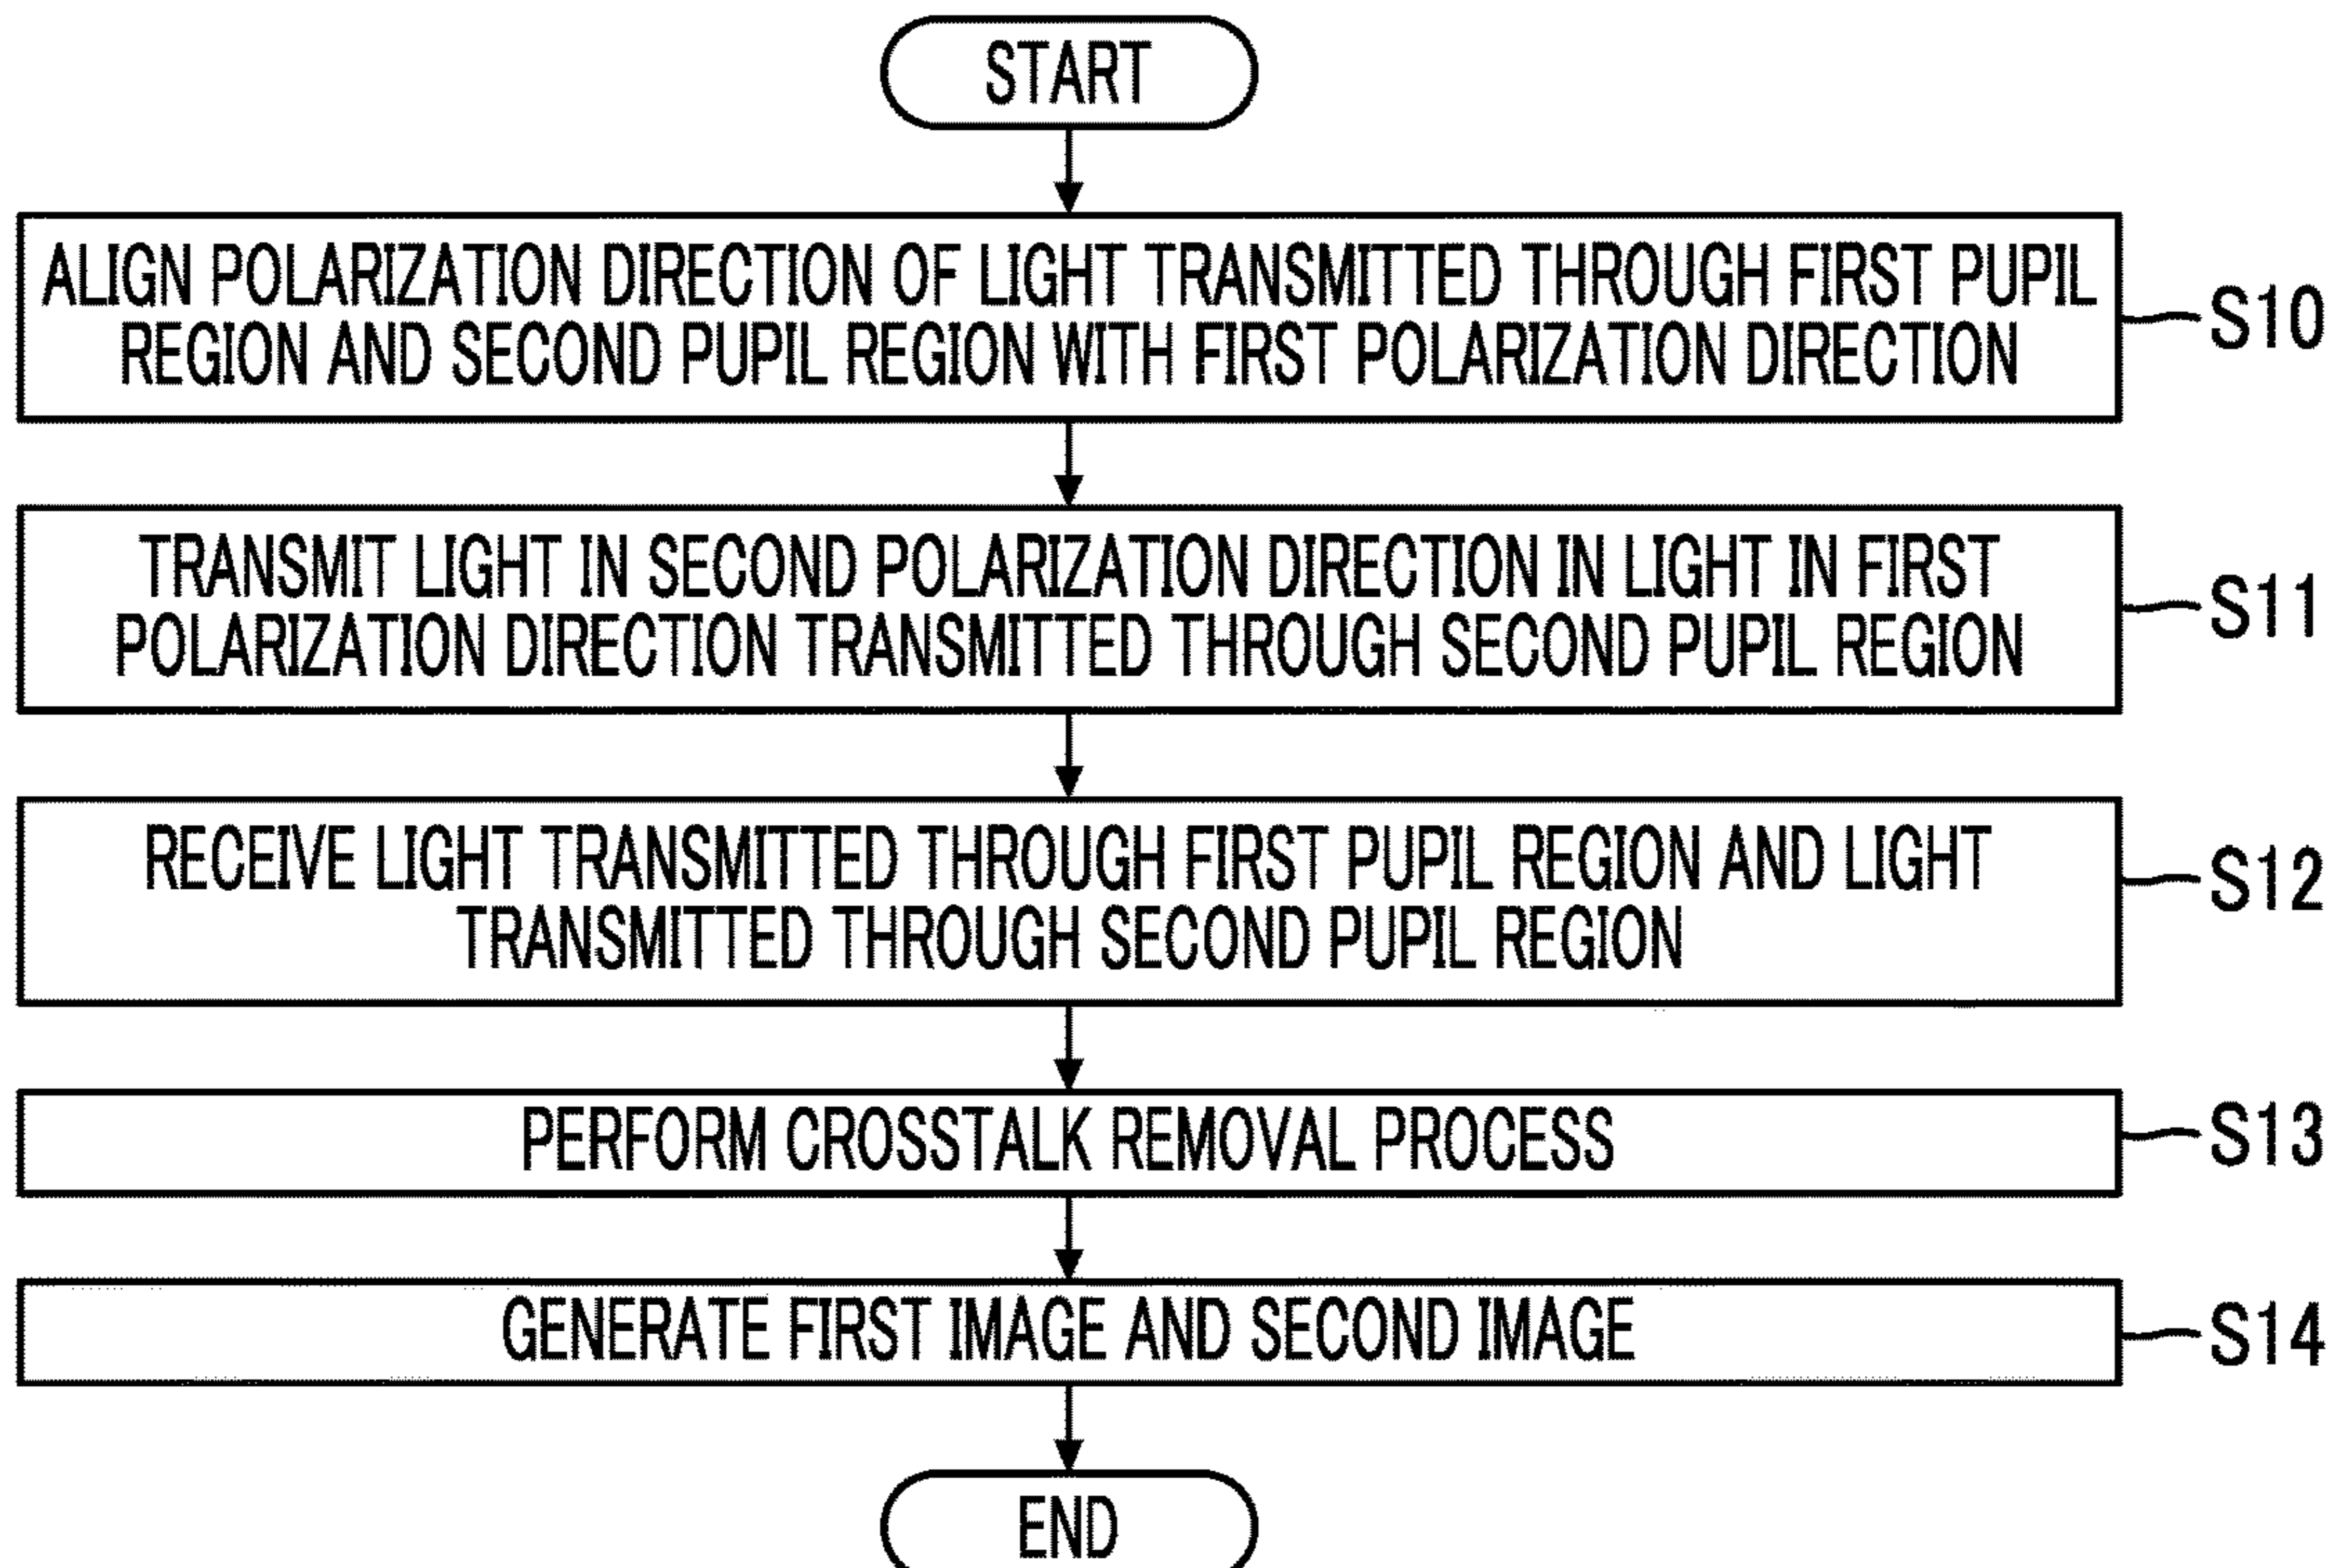 START
ALIGN POLARIZATION DIRECTION OF LIGHT TRANSMITTED THROUGH FIRST PUPIL
REGION AND SECOND PUPIL REGION WITH FIRST POLARIZATION DIRECTION
S10
TRANSMIT LIGHT IN SECOND POLARIZATION DIRECTION IN LIGHT IN FIRST
POLARIZATION DIRECTION TRANSMITTED THROUGH SECOND PUPIL REGION
S11
RECEIVE LIGHT TRANSMITTED THROUGH FIRST PUPIL REGION AND LIGHT
TRANSMITTED THROUGH SECOND PUPIL REGION
S12
PERFORM CROSSTALK REMOVAL PROCESS
S13
GENERATE FIRST IMAGE AND SECOND IMAGE
S14
END